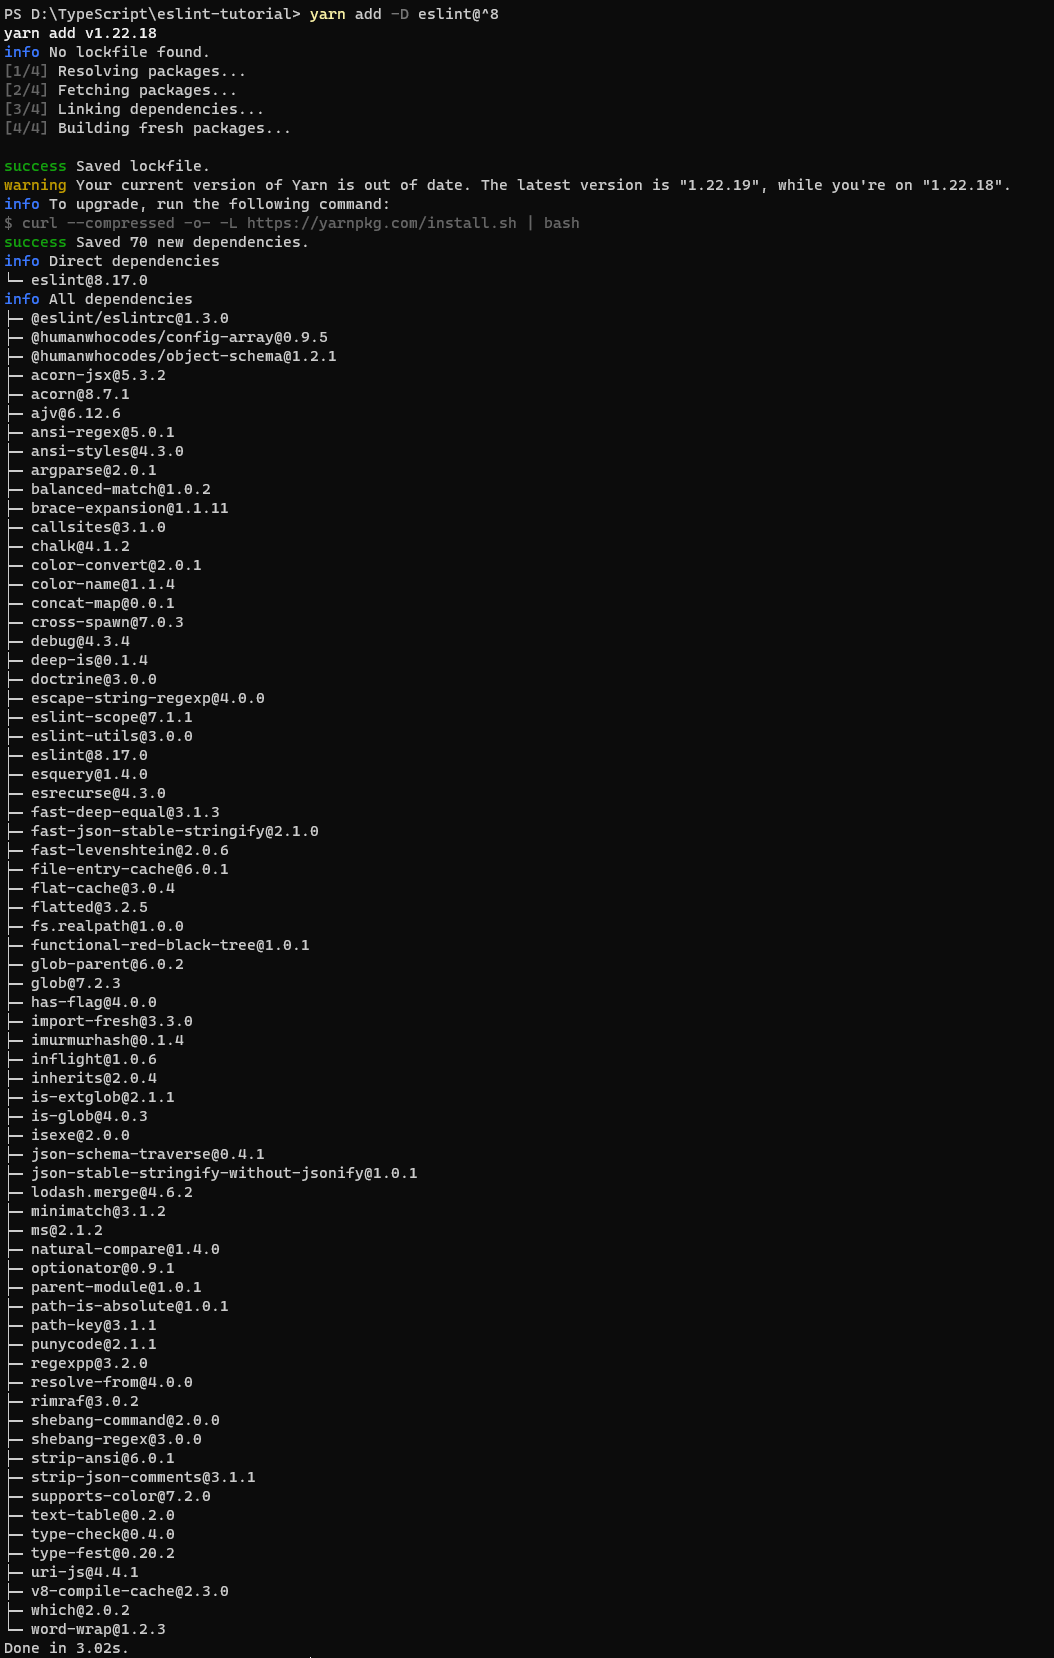 PS D:\TypeScript\eslint-tutorial> yarn add -D eslint@^8
yarn add v1.22.18
info No lockfile found.
[1/4] Resolving packages...
[2/4] Fetching packages...
[3/4] Linking dependencies...
[4/4] Building fresh packages...
success Saved lockfile.
warning Your current version of Yarn is out of date. The latest version is "1.22.19", while you're on "1.22.18".
info To upgrade, run the following command:
$ curl --compressed -o- -L https://yarnpkg.com/install.sh | bash
success Saved 70 new dependencies.
info Direct dependencies
└─ eslint@8.17.0
info All dependencies
├─ @eslint/eslintrc@1.3.0
├─ @humanwhocodes/config-array@0.9.5
├─ @humanwhocodes/object-schema@1.2.1
├─ acorn-jsx@5.3.2
├─ acorn@8.7.1
├─ ajv@6.12.6
├─ ansi-regex@5.0.1
├─ ansi-styles@4.3.0
├─ argparse@2.0.1
├─ balanced-match@1.0.2
├─ brace-expansion@1.1.11
├─ callsites@3.1.0
├─ chalk@4.1.2
├─ color-convert@2.0.1
├─ color-name@1.1.4
├─ concat-map@0.0.1
├─ cross-spawn@7.0.3
├─ debug@4.3.4
├─ deep-is@0.1.4
├─ doctrine@3.0.0
├─ escape-string-regexp@4.0.0
├─ eslint-scope@7.1.1
├─ eslint-utils@3.0.0
├─ eslint@8.17.0
├─ esquery@1.4.0
├─ esrecurse@4.3.0
├─ fast-deep-equal@3.1.3
├─ fast-json-stable-stringify@2.1.0
├─ fast-levenshtein@2.0.6
├─ file-entry-cache@6.0.1
├─ flat-cache@3.0.4
├─ flatted@3.2.5
├─ fs.realpath@1.0.0
├─ functional-red-black-tree@1.0.1
├─ glob-parent@6.0.2
├─ glob@7.2.3
├─ has-flag@4.0.0
├─ import-fresh@3.3.0
├─ imurmurhash@0.1.4
├─ inflight@1.0.6
├─ inherits@2.0.4
├─ is-extglob@2.1.1
├─ is-glob@4.0.3
├─ isexe@2.0.0
├─ json-schema-traverse@0.4.1
├─ json-stable-stringify-without-jsonify@1.0.1
├─ lodash.merge@4.6.2
├─ minimatch@3.1.2
├─ ms@2.1.2
├─ natural-compare@1.4.0
├─ optionator@0.9.1
├─ parent-module@1.0.1
├─ path-is-absolute@1.0.1
├─ path-key@3.1.1
├─ punycode@2.1.1
├─ regexpp@3.2.0
├─ resolve-from@4.0.0
├─ rimraf@3.0.2
├─ shebang-command@2.0.0
├─ shebang-regex@3.0.0
├─ strip-ansi@6.0.1
├─ strip-json-comments@3.1.1
├─ supports-color@7.2.0
├─ text-table@0.2.0
├─ type-check@0.4.0
├─ type-fest@0.20.2
├─ uri-js@4.4.1
├─ v8-compile-cache@2.3.0
├─ which@2.0.2
└─ word-wrap@1.2.3
Done in 3.02s.